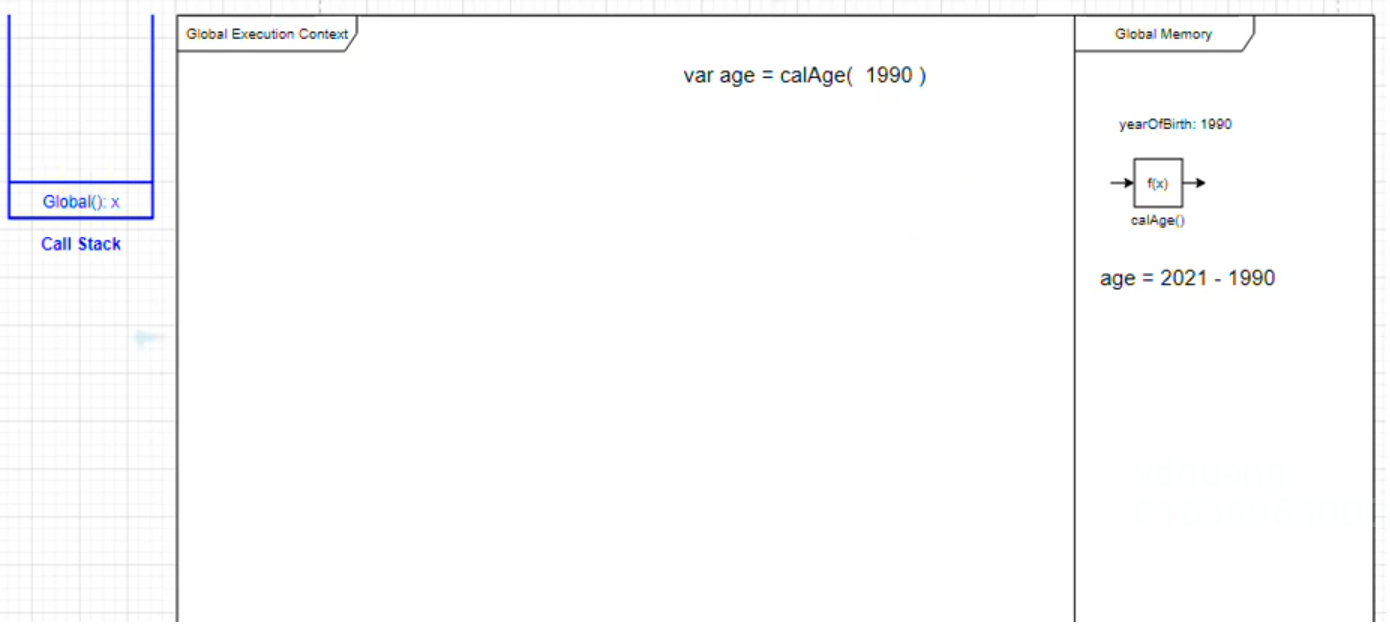 Global Execution Context
Global Memory
var age = calAge(  1990 )
yearOfBirth: 1990
f(x)
calAge()
Global(): x
Call Stack
age = 2021 - 1990